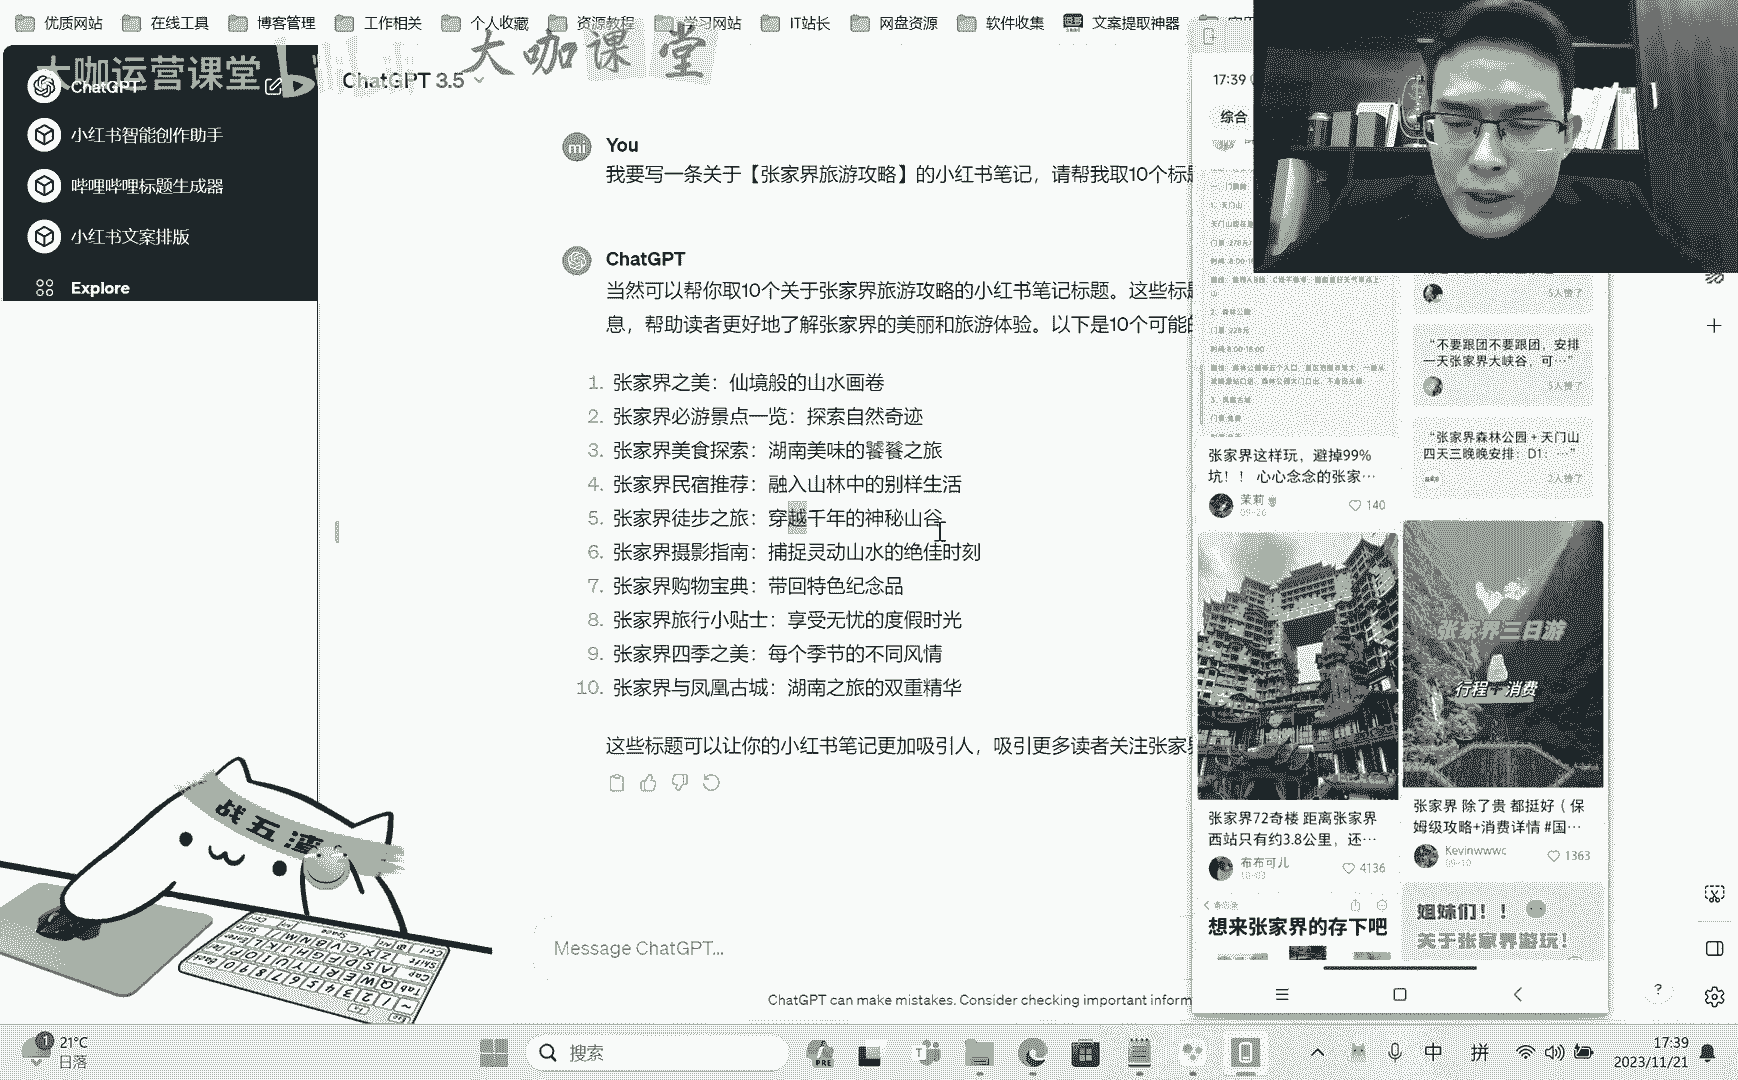 优质网站
在线工具
博客管理
工作相关
个人收藏
资源教程
学习网站
IT站长
网盘资源
软件收集
文案提取神器
大咖运营课堂
大咖课堂
ChatGPT
小红书智能创作助手
哔哩哔哩标题生成器
小红书文案排版
Explore
ChatGPT 3.5
You
我要写一条关于【张家界旅游攻略】的小红书笔记，请帮我取10个标题
ChatGPT
当然可以帮你取10个关于张家界旅游攻略的小红书笔记标题。这些标题
息，帮助读者更好地了解张家界的美丽和旅游体验。以下是10个可能的
1. 张家界之美：仙境般的山水画卷
2. 张家界必游景点一览：探索自然奇迹
3. 张家界美食探索：湖南美味的饕餮之旅
4. 张家界民宿推荐：融入山林中的别样生活
5. 张家界徒步之旅：穿越千年的神秘山谷
6. 张家界摄影指南：捕捉灵动山水的绝佳时刻
7. 张家界购物宝典：带回特色纪念品
8. 张家界旅行小贴士：享受无忧的度假时光
9. 张家界四季之美：每个季节的不同风情
10. 张家界与凤凰古城：湖南之旅的双重精华
这些标题可以让你的小红书笔记更加吸引人，吸引更多读者关注张家界
Message ChatGPT...
ChatGPT can make mistakes. Consider checking important inform
17:39
综合
张家界这样玩，避掉99%
坑！！ 心心念念的张家…
茉莉
09-26
140
5人赞了
“不要跟团不要跟团，安排
一天张家界大峡谷，可…”
5人赞了
“张家界森林公园+天门山
四天三晚晚安排：D1：…”
2人赞了
张家界72奇楼 距离张家界
西站只有约3.8公里，还…
布布可儿
10-03
4136
张家界三日游
行程+消费
张家界 除了贵 都挺好（保
姆级攻略+消费详情 #国…
Kevinwwwc
09-10
1363
想来张家界的存下吧
姐妹们！！
关于张家界游玩！
战五渣
21°C
日落
搜索
中
拼
17:39
2023/11/21